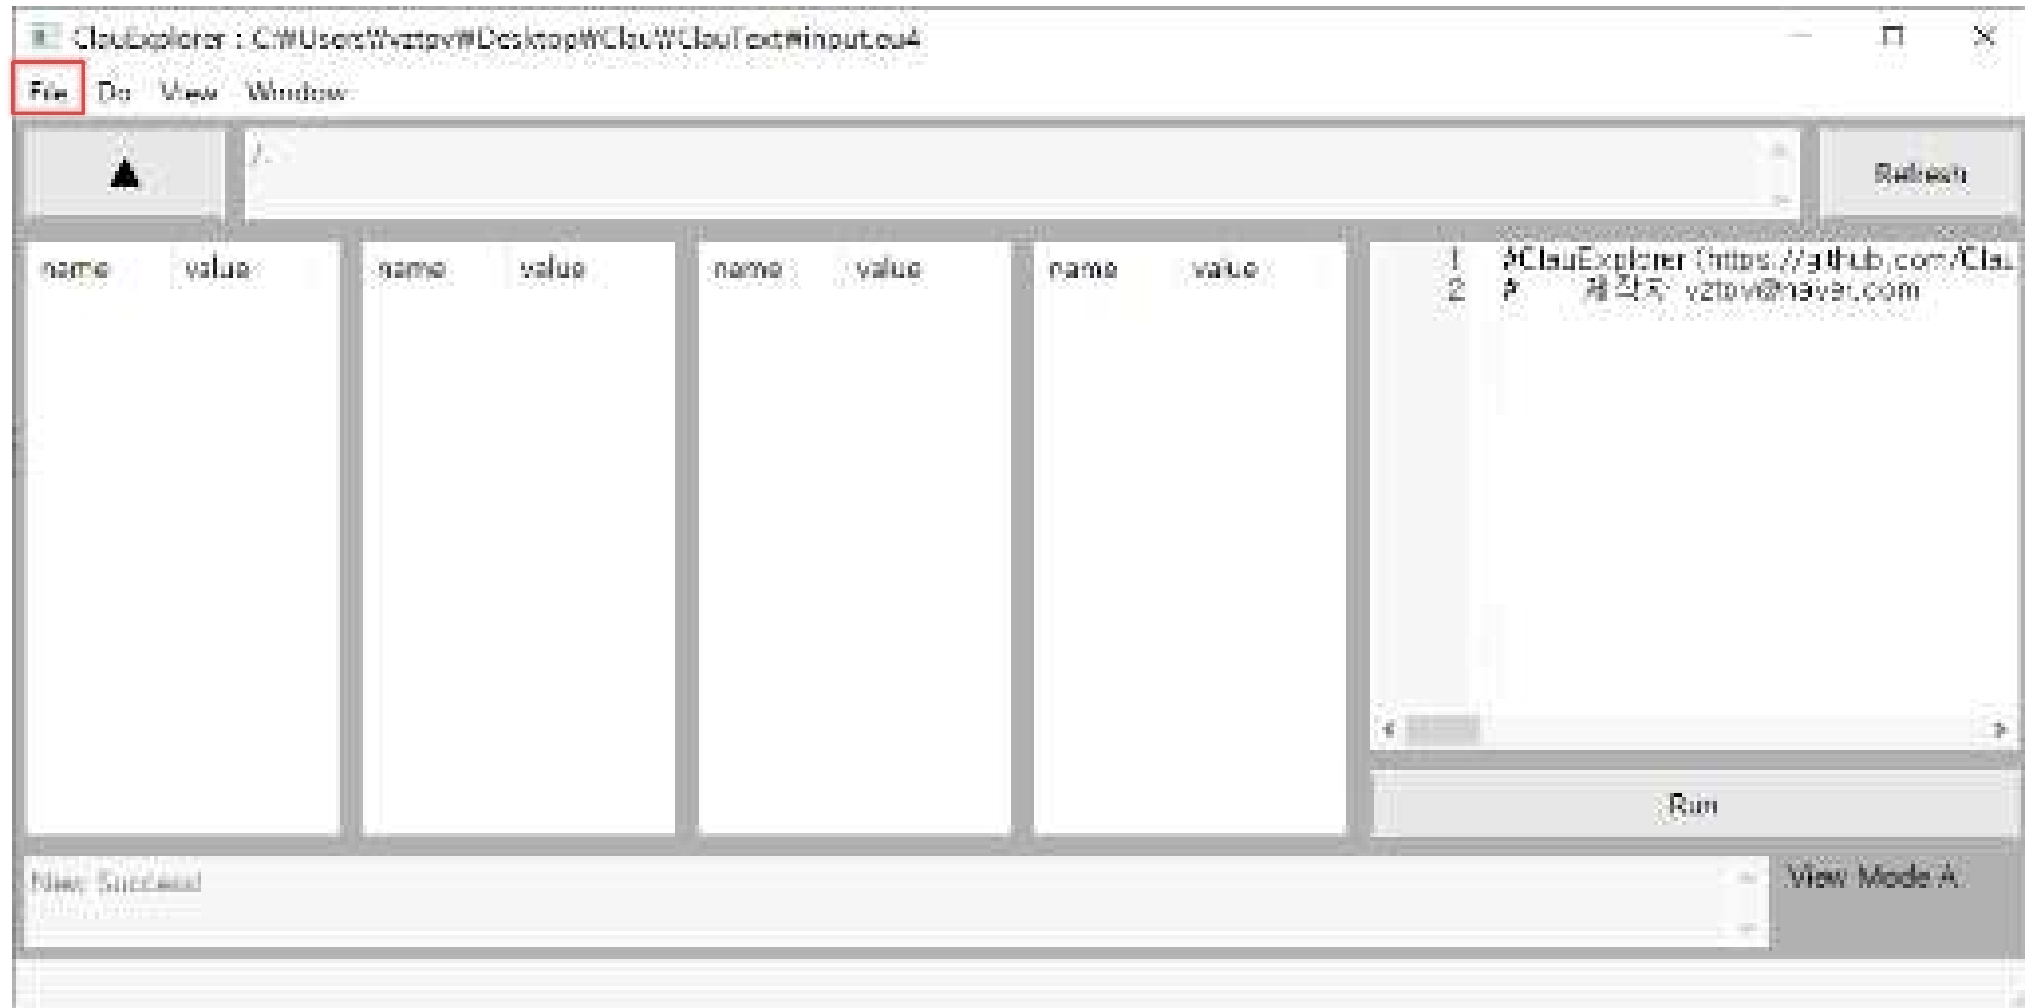 ClauExplorer : C:₩Users₩vztpv₩Desktop₩Clau₩ClauText₩input.eu4
File Do View Window
▲ /. Refresh
name value name value name value name value
1 #ClauExplorer (https://github.com/Clau
2 # 제작자 vztpv@naver.com
Run
New Success!
View Mode A